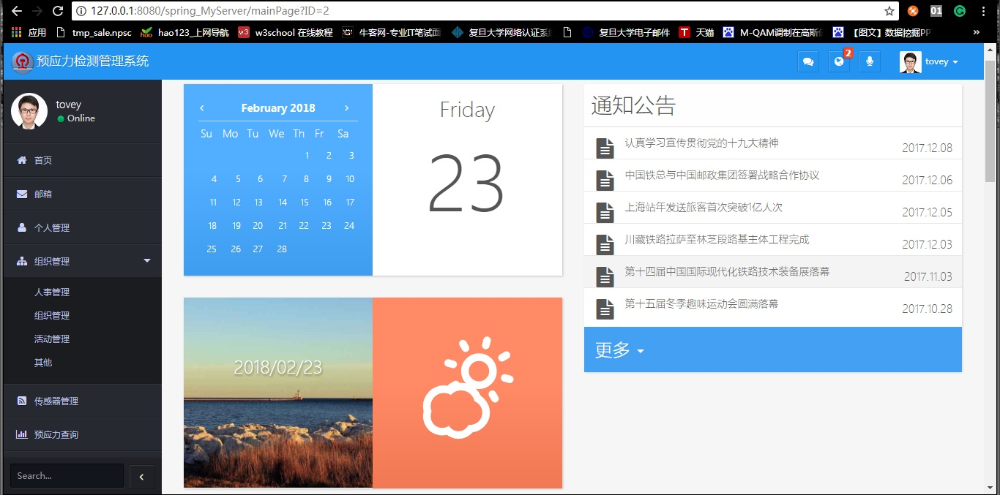 127.0.0.1:8080/spring_MyServer/mainPage?ID=2
应用 tmp_sale.npsc hao123_上网导航 w3school 在线教程 牛客网-专业IT笔试面 复旦大学网络认证系 复旦大学电子邮件 天猫 M-QAM调制在高斯 【图文】数据挖掘PP »
预应力检测管理系统
2
tovey
tovey
Online
首页
邮箱
个人管理
组织管理
人事管理
组织管理
活动管理
其他
传感器管理
预应力查询
Search...
February 2018
Su Mo Tu We Th Fr Sa
1 2 3
4 5 6 7 8 9 10
11 12 13 14 15 16 17
18 19 20 21 22 23 24
25 26 27 28
Friday
23
2018/02/23
通知公告
认真学习宣传贯彻党的十九大精神 2017.12.08
中国铁总与中国邮政集团签署战略合作协议 2017.12.06
上海站年发送旅客首次突破1亿人次 2017.12.05
川藏铁路拉萨至林芝段路基主体工程完成 2017.12.03
第十四届中国国际现代化铁路技术装备展落幕 2017.11.03
第十五届冬季趣味运动会圆满落幕 2017.10.28
更多